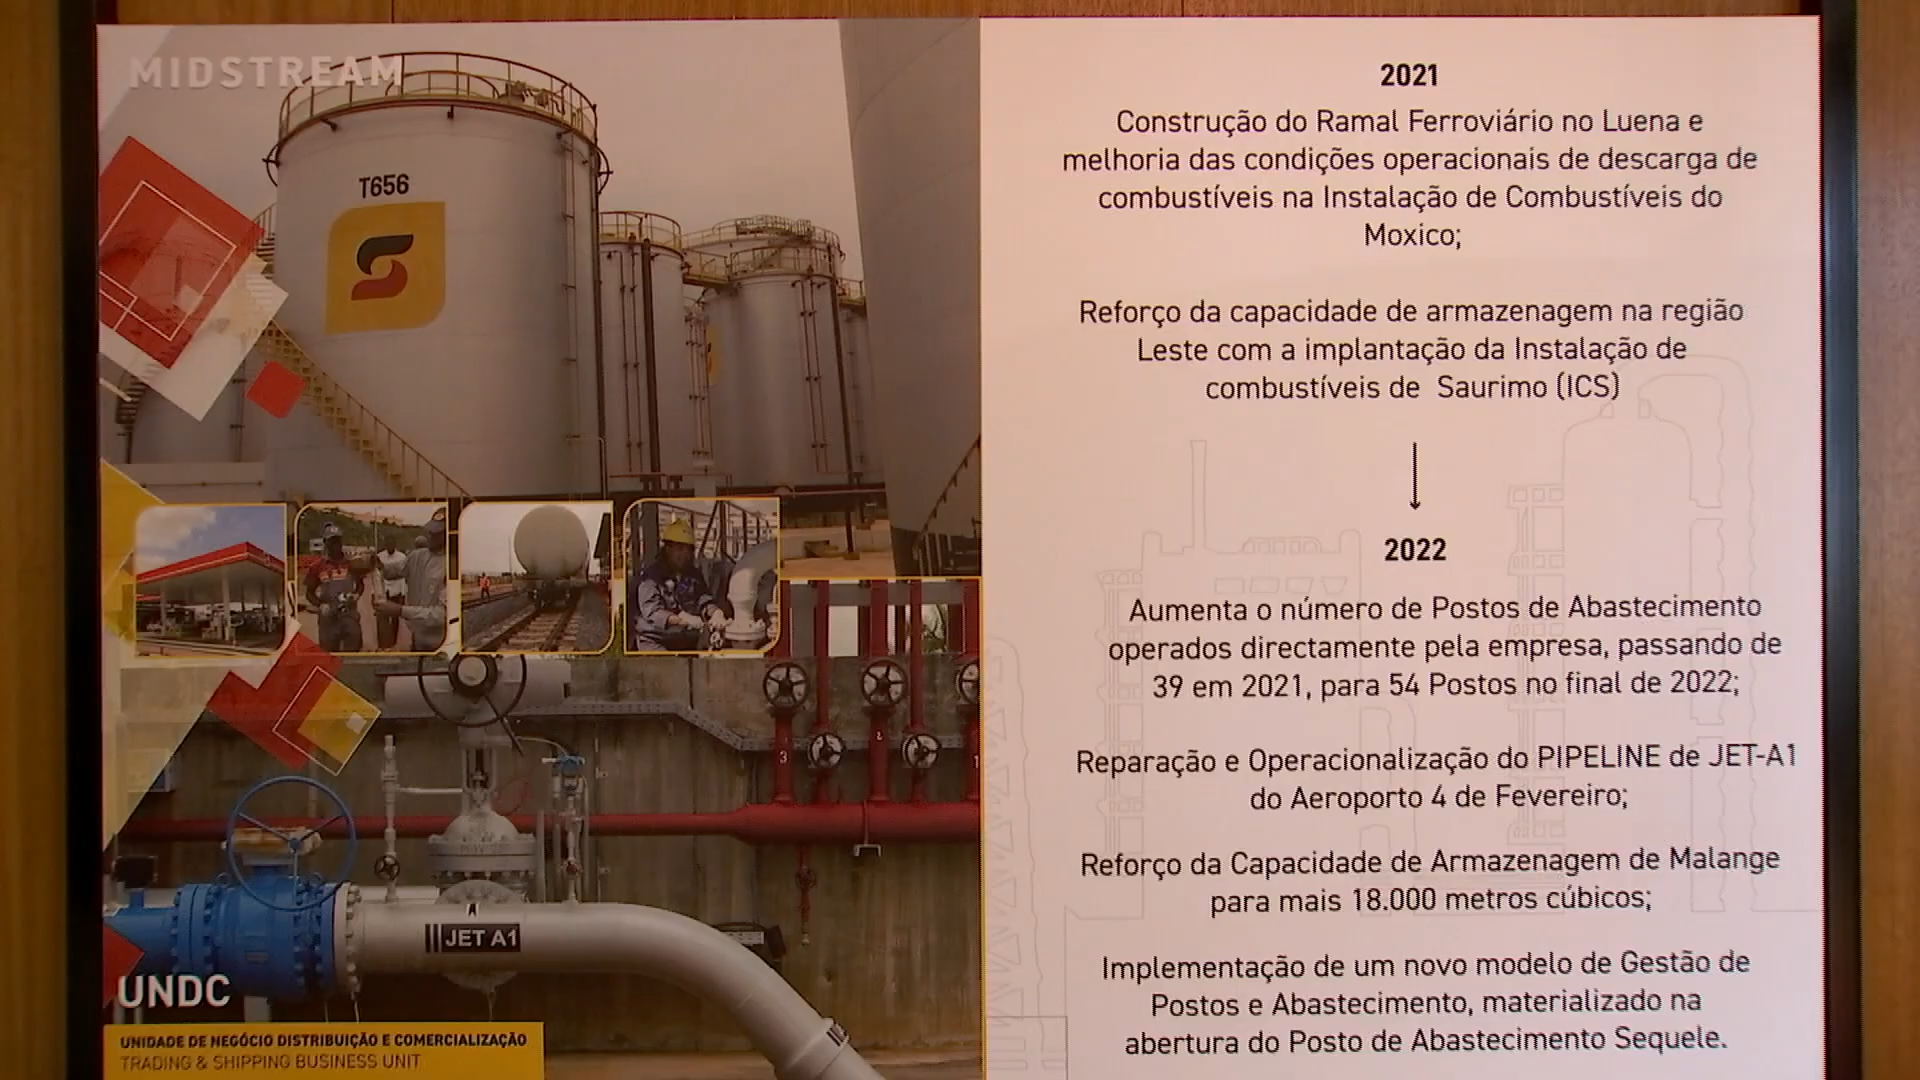 MIDSTREAM
T656
JET A1
UNDC
UNIDADE DE NEGÓCIO DISTRIBUIÇÃO E COMERCIALIZAÇÃO
TRADING & SHIPPING BUSINESS UNIT
2021
Construção do Ramal Ferroviário no Luena e
melhoria das condições operacionais de descarga de
combustíveis na Instalação de Combustíveis do
Moxico;
Reforço da capacidade de armazenagem na região
Leste com a implantação da Instalação de
combustíveis de Saurimo (ICS)
2022
Aumenta o número de Postos de Abastecimento
operados directamente pela empresa, passando de
39 em 2021, para 54 Postos no final de 2022;
Reparação e Operacionalização do PIPELINE de JET-A1
do Aeroporto 4 de Fevereiro;
Reforço da Capacidade de Armazenagem de Malange
para mais 18.000 metros cúbicos;
Implementação de um novo modelo de Gestão de
Postos e Abastecimento, materializado na
abertura do Posto de Abastecimento Sequele.